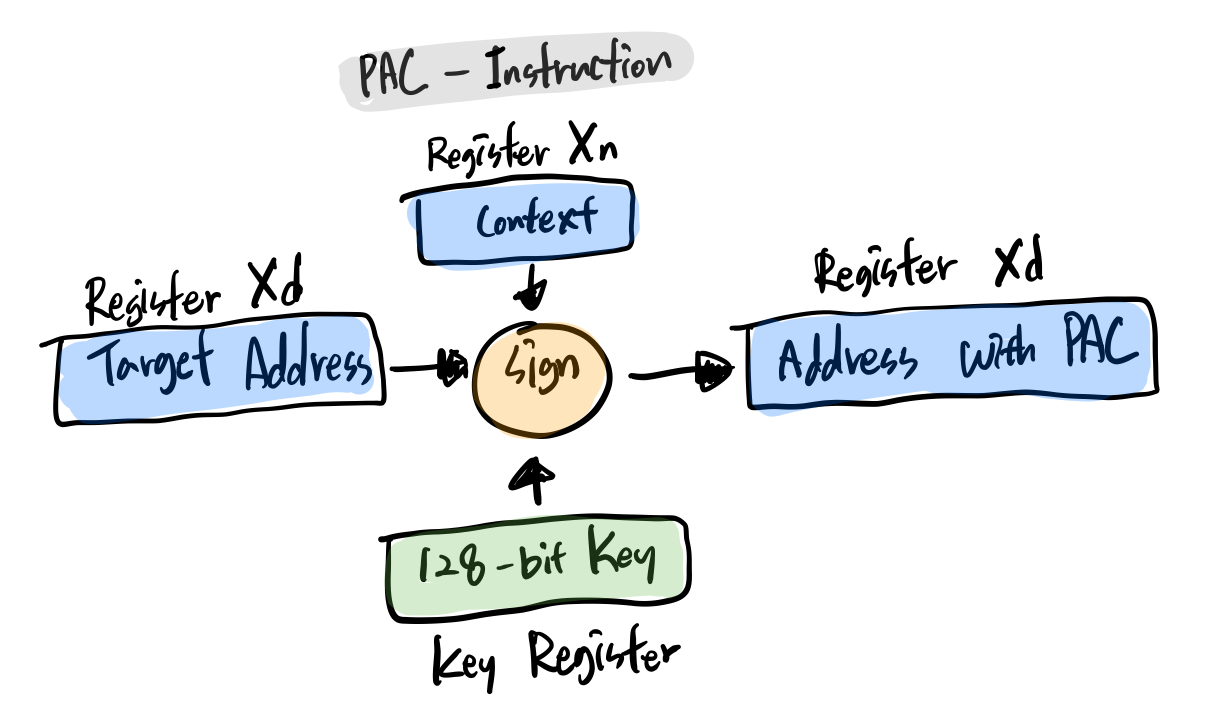 PAC - Instruction
Register Xn
Context
Register Xd
Target Address
Sign
Register Xd
Address with PAC
128-bit Key
Key Register